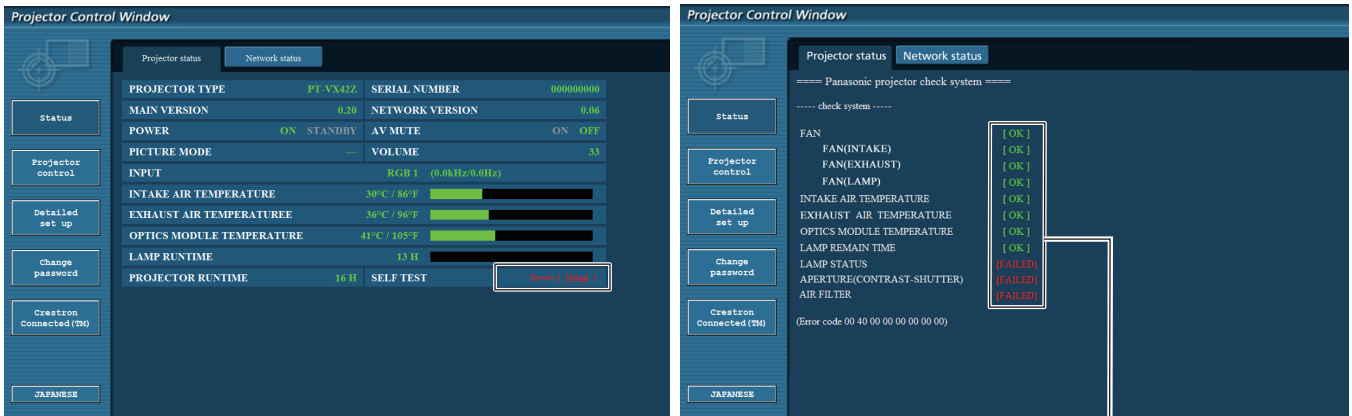 Projector Control Window
Projector status Network status
Status
Projector control
Detailed set up
Change password
Crestron Connected(TM)
JAPANESE
PROJECTOR TYPE PT-VX42Z SERIAL NUMBER 000000000
MAIN VERSION 0.20 NETWORK VERSION 0.06
POWER ON STANDBY AV MUTE ON OFF
PICTURE MODE --- VOLUME 33
INPUT RGB 1 (0.0kHz/0.0Hz)
INTAKE AIR TEMPERATURE 30°C / 86°F
EXHAUST AIR TEMPERATUREE 36°C / 96°F
OPTICS MODULE TEMPERATURE 41°C / 105°F
LAMP RUNTIME 13 H
PROJECTOR RUNTIME 16 H SELF TEST Errors ( Detail )
Projector Control Window
Projector status Network status
Status
Projector control
Detailed set up
Change password
Crestron Connected(TM)
JAPANESE
==== Panasonic projector check system ====
----- check system -----
FAN [ OK ]
FAN(INTAKE) [ OK ]
FAN(EXHAUST) [ OK ]
FAN(LAMP) [ OK ]
INTAKE AIR TEMPERATURE [ OK ]
EXHAUST AIR TEMPERATURE [ OK ]
OPTICS MODULE TEMPERATURE [ OK ]
LAMP REMAIN TIME [ OK ]
LAMP STATUS [FAILED]
APERTURE(CONTRAST-SHUTTER) [FAILED]
AIR FILTER [FAILED]
(Error code 00 40 00 00 00 00 00 00)